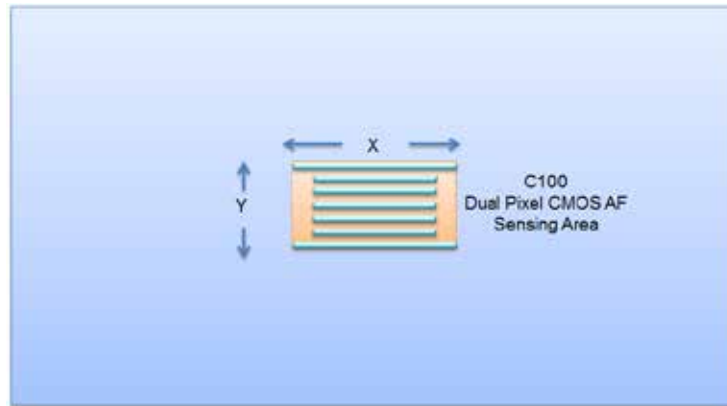 X
Y
C100
Dual Pixel CMOS AF
Sensing Area